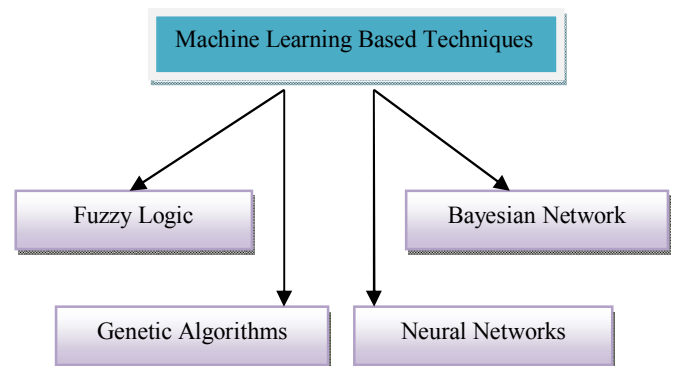 Machine Learning Based Techniques
Fuzzy Logic
Bayesian Network
Genetic Algorithms
Neural Networks